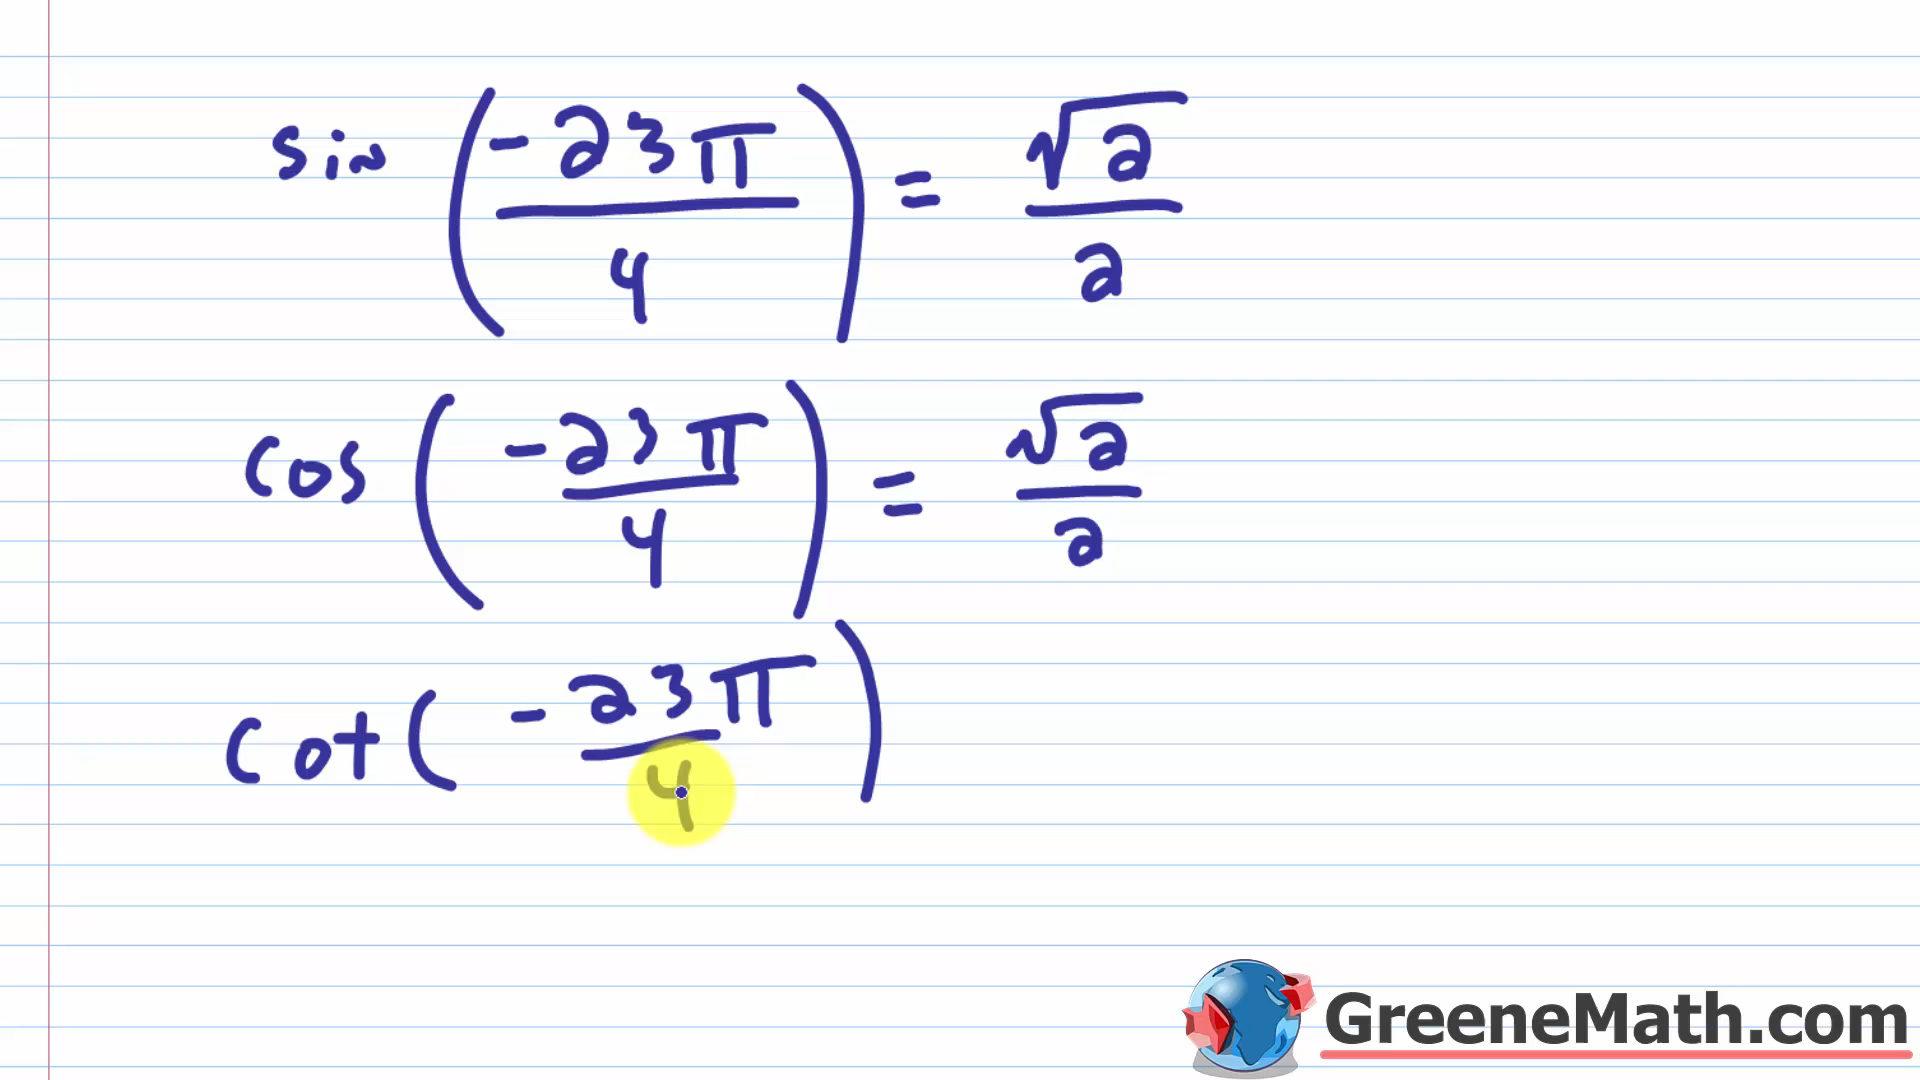 sin (-23π/4) = √2/2
cos (-23π/4) = √2/2
cot (-23π/4)
GreeneMath.com